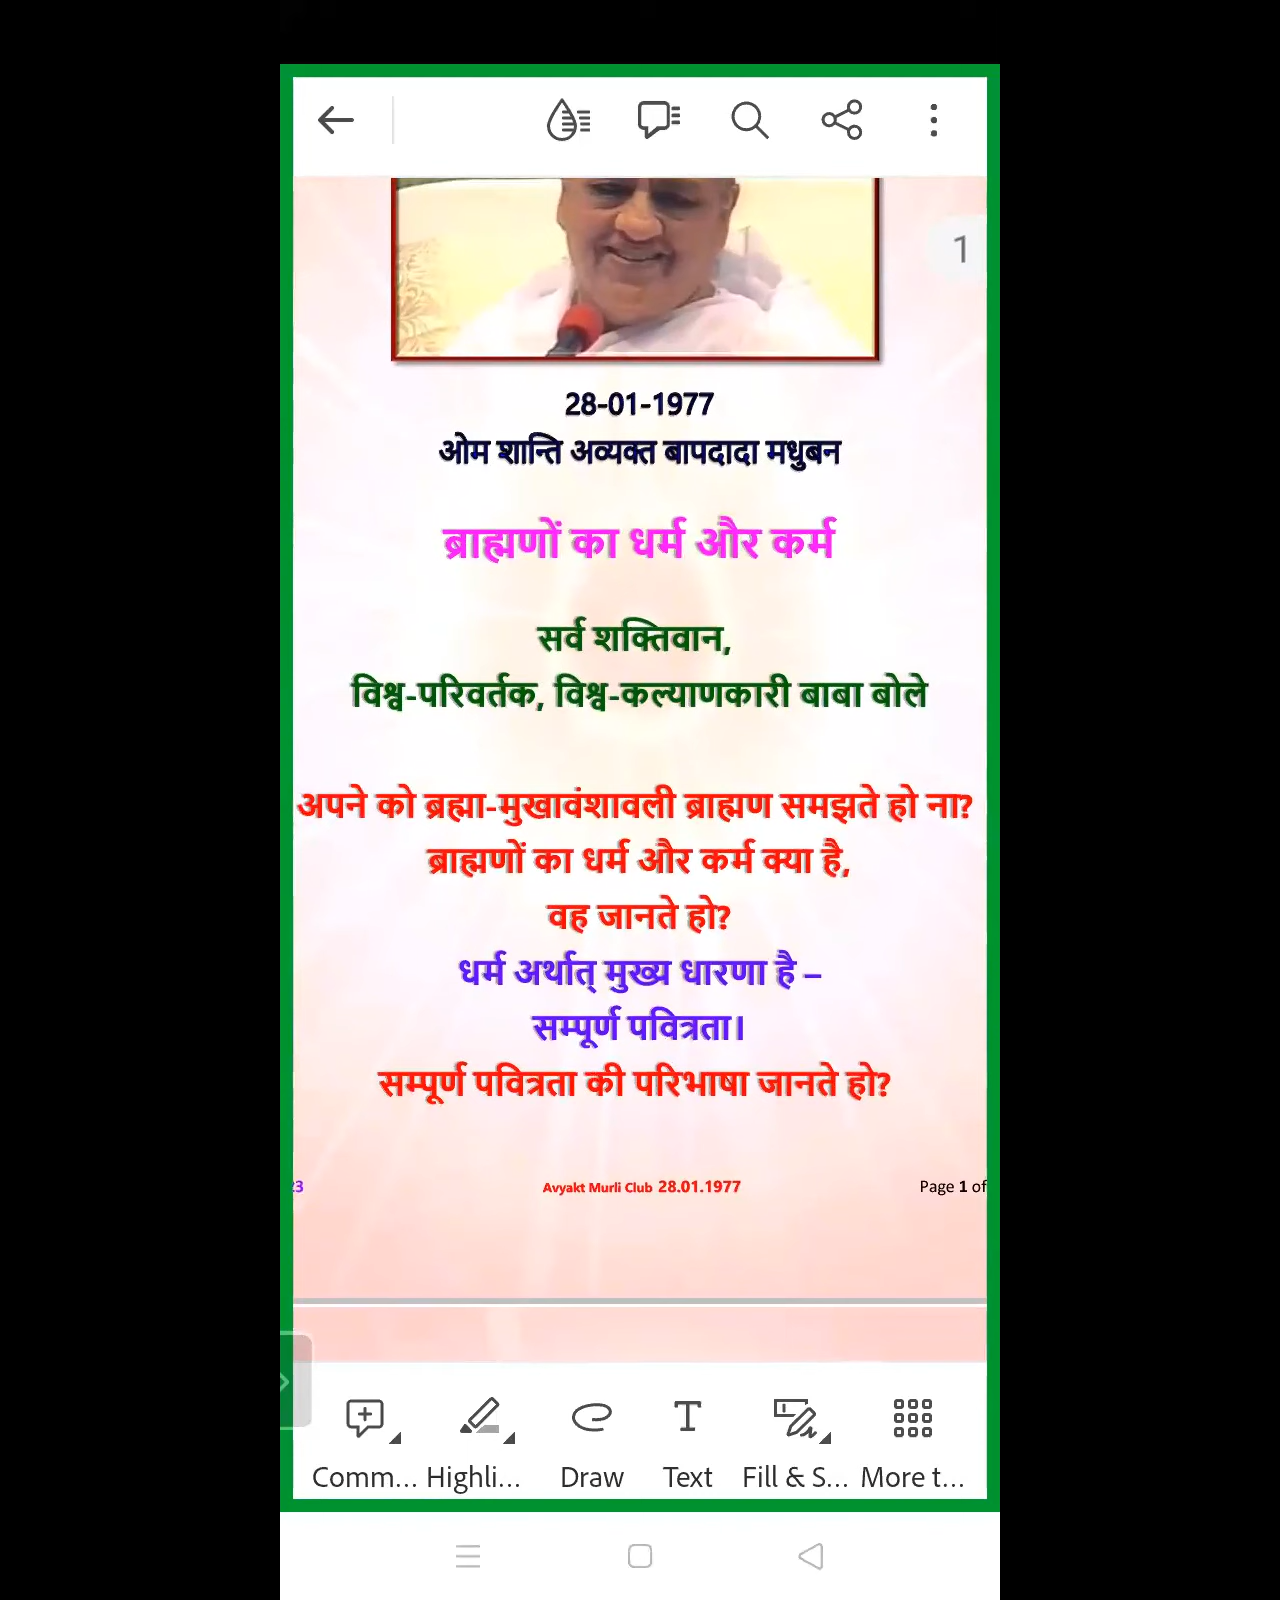 1
28-01-1977
ओम शान्ति अव्यक्त बापदादा मधुबन
ब्राह्मणों का धर्म और कर्म
सर्व शक्तिवान,
विश्व-परिवर्तक, विश्व-कल्याणकारी बाबा बोले
अपने को ब्रह्मा-मुखावंशावली ब्राह्मण समझते हो ना?
ब्राह्मणों का धर्म और कर्म क्या है,
वह जानते हो?
धर्म अर्थात् मुख्य धारणा है –
सम्पूर्ण पवित्रता।
सम्पूर्ण पवित्रता की परिभाषा जानते हो?
23 Avyakt Murli Club 28.01.1977 Page 1 of
Comm... Highli... Draw Text Fill & S... More t...